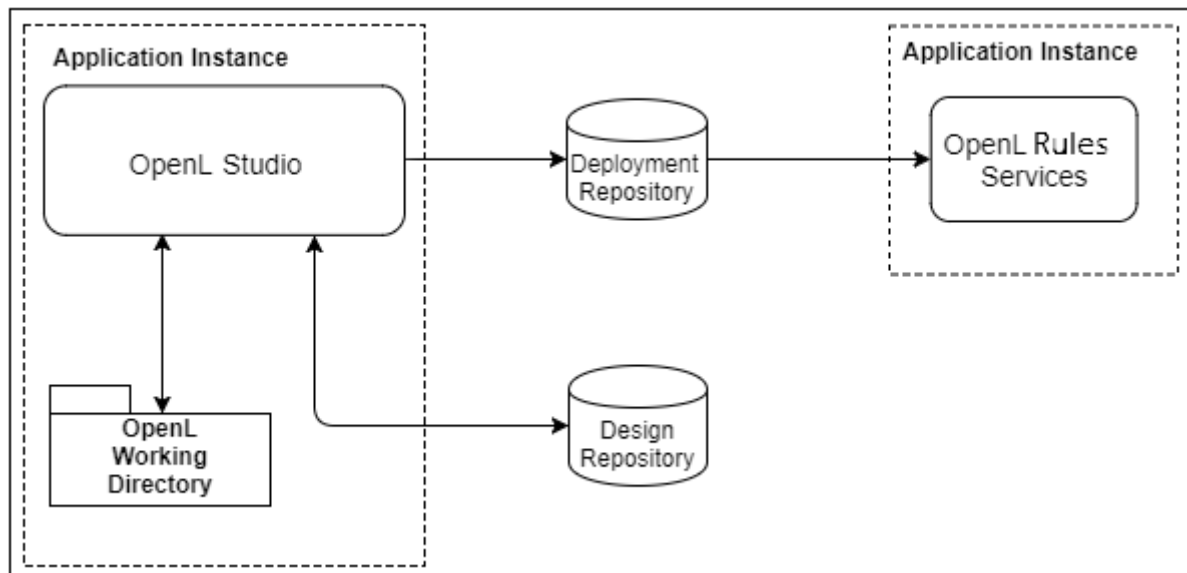 Application Instance
OpenL Studio
OpenL
Working
Directory
Deployment
Repository
Design
Repository
Application Instance
OpenL Rules
Services